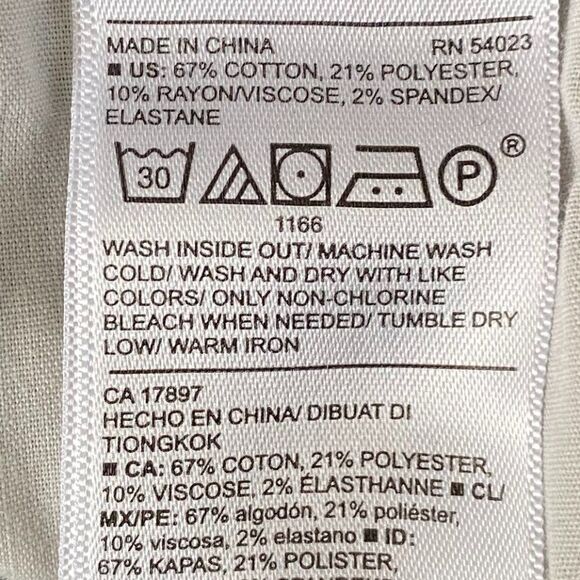 MADE IN CHINA RN 54023
■ US: 67% COTTON, 21% POLYESTER,
10% RAYON/VISCOSE, 2% SPANDEX/
ELASTANE
30 P ®
1166
WASH INSIDE OUT/ MACHINE WASH
COLD/ WASH AND DRY WITH LIKE
COLORS/ ONLY NON-CHLORINE
BLEACH WHEN NEEDED/ TUMBLE DRY
LOW/ WARM IRON
CA 17897
HECHO EN CHINA/ DIBUAT DI
TIONGKOK
■ CA: 67% COTON, 21% POLYESTER,
10% VISCOSE, 2% ÉLASTHANNE ■ CL/
MX/PE: 67% algodón, 21% poliéster,
10% viscosa, 2% elastano ■ ID:
67% KAPAS, 21% POLISTER,